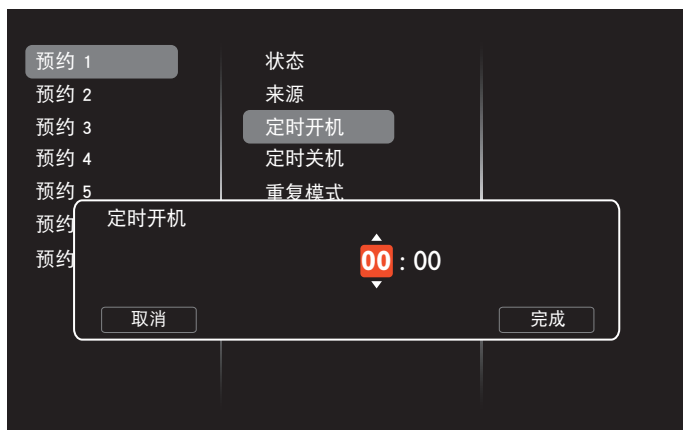 预约 1
预约 2
预约 3
预约 4
预约 5
预约
预约
状态
来源
定时开机
定时关机
重复模式
定时开机
00 : 00
取消
完成